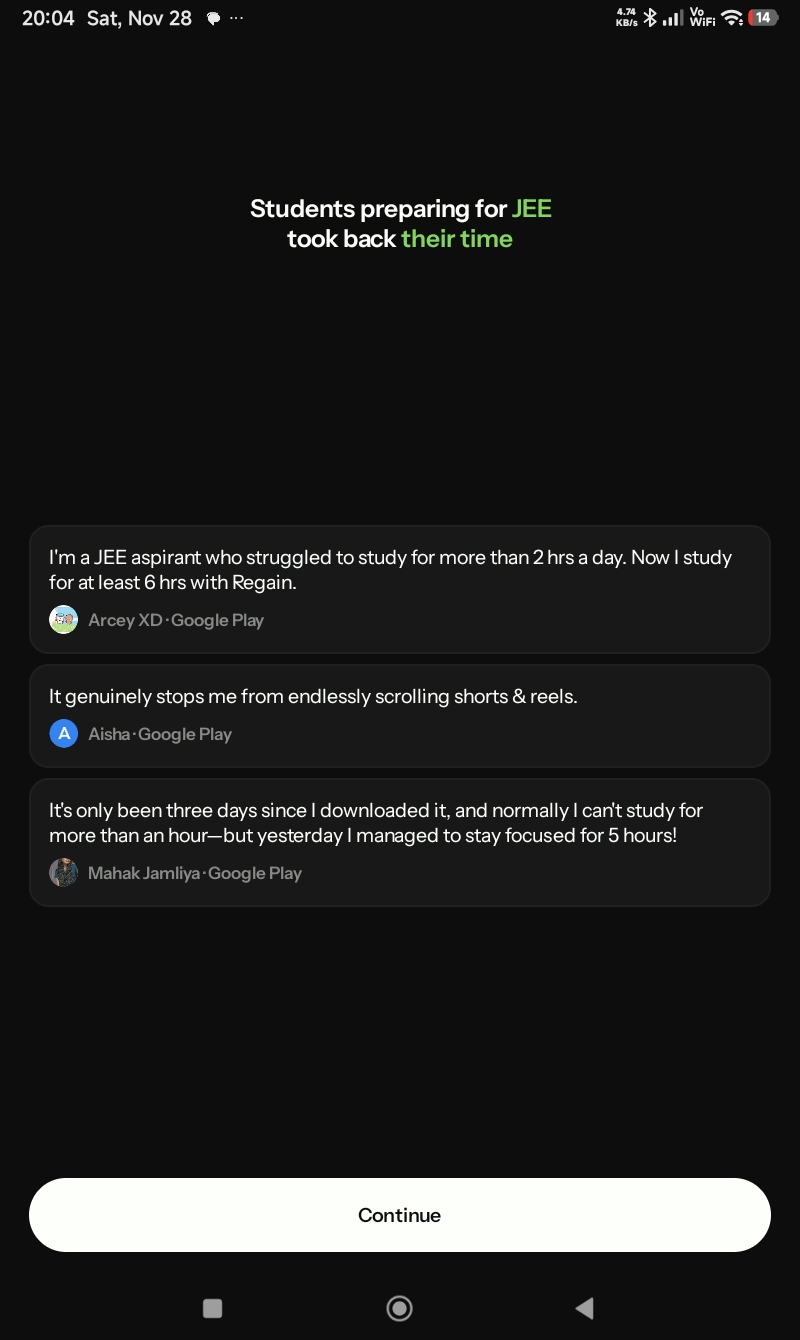 20:04 Sat, Nov 28 ...
4.74 KB/s Vo WiFi 14
Students preparing for JEE
took back their time
I'm a JEE aspirant who struggled to study for more than 2 hrs a day. Now I study
for at least 6 hrs with Regain.
Arcey XD · Google Play
It genuinely stops me from endlessly scrolling shorts & reels.
A Aisha · Google Play
It's only been three days since I downloaded it, and normally I can't study for
more than an hour—but yesterday I managed to stay focused for 5 hours!
Mahak Jamliya · Google Play
Continue